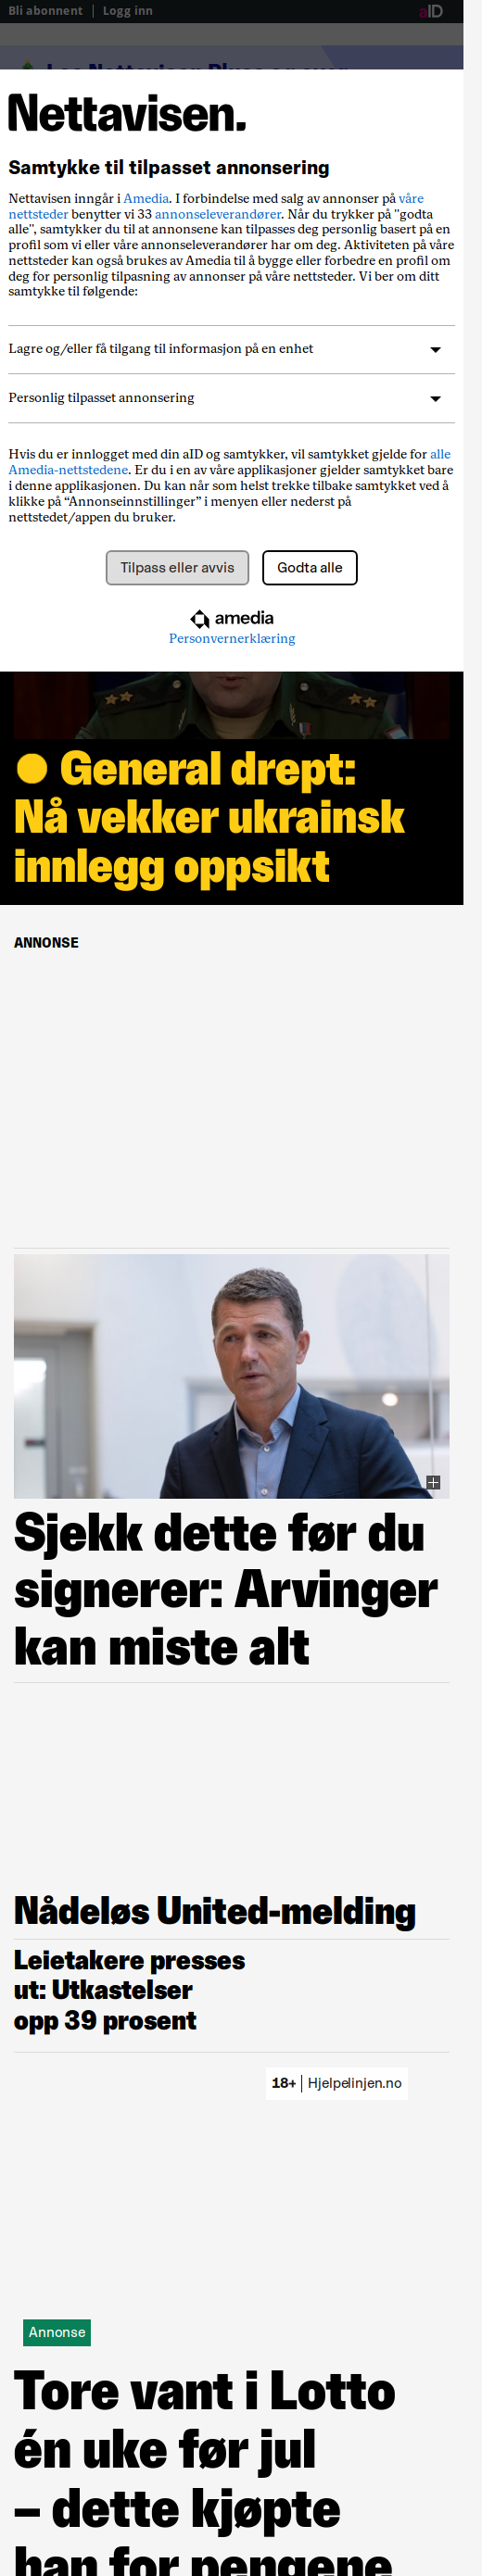 Bli abonnent | Logg inn
aID
Nettavisen.
Samtykke til tilpasset annonsering
Nettavisen inngår i Amedia. I forbindelse med salg av annonser på våre
nettsteder benytter vi 33 annonseleverandører. Når du trykker på "godta
alle", samtykker du til at annonsene kan tilpasses deg personlig basert på en
profil som vi eller våre annonseleverandører har om deg. Aktiviteten på våre
nettsteder kan også brukes av Amedia til å bygge eller forbedre en profil om
deg for personlig tilpasning av annonser på våre nettsteder. Vi ber om ditt
samtykke til følgende:
Lagre og/eller få tilgang til informasjon på en enhet
Personlig tilpasset annonsering
Hvis du er innlogget med din aID og samtykker, vil samtykket gjelde for alle
Amedia-nettstedene. Er du i en av våre applikasjoner gjelder samtykket bare
i denne applikasjonen. Du kan når som helst trekke tilbake samtykket ved å
klikke på “Annonseinnstillinger” i menyen eller nederst på
nettstedet/appen du bruker.
Tilpass eller avvis
Godta alle
amedia
Personvernerklæring
General drept:
Nå vekker ukrainsk
innlegg oppsikt
ANNONSE
Sjekk dette før du
signerer: Arvinger
kan miste alt
Nådeløs United-melding
Leietakere presses
ut: Utkastelser
opp 39 prosent
18+ | Hjelpelinjen.no
Annonse
Tore vant i Lotto
én uke før jul
– dette kjøpte
han for pengene